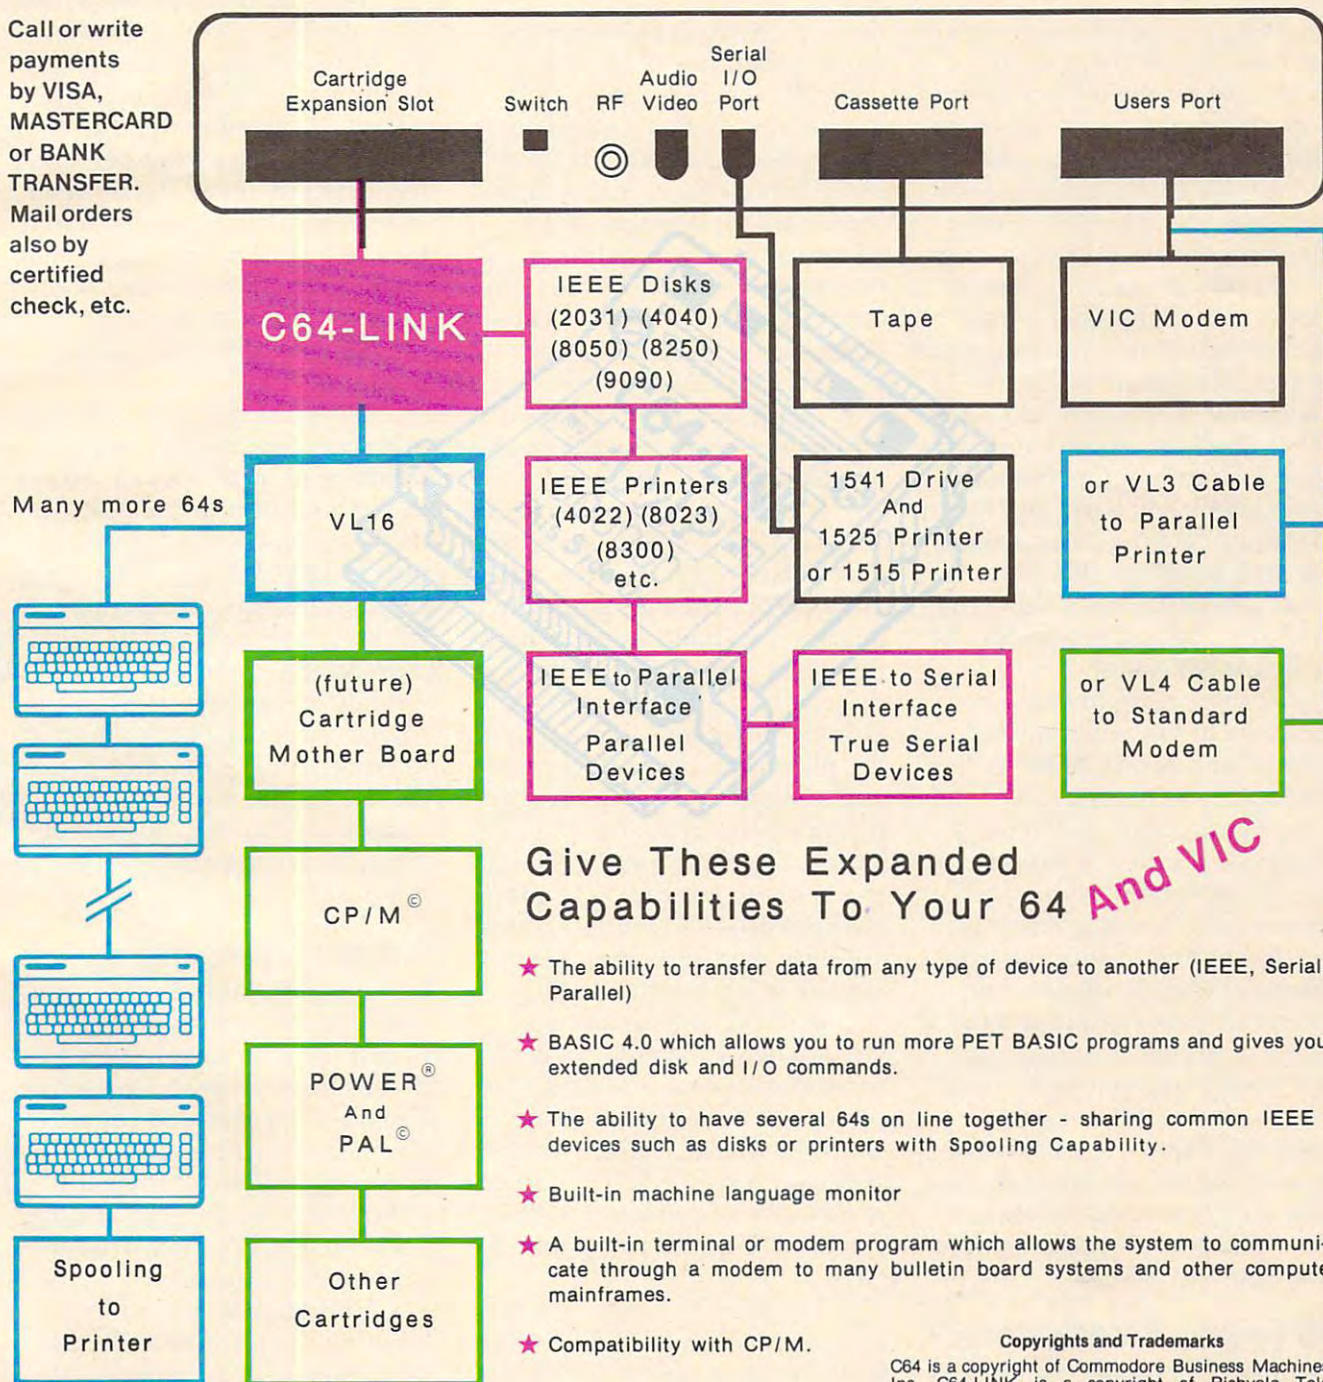 Call or write
payments
by VISA,
MASTERCARD
or BANK
TRANSFER.
Mail orders
also by
certified
check, etc.
Cartridge
Expansion Slot
Switch
RF
Audio
Video
Serial
I/O
Port
Cassette Port
Users Port
C64-LINK
IEEE Disks
(2031) (4040)
(8050) (8250)
(9090)
Tape
VIC Modem
Many more 64s
VL16
IEEE Printers
(4022) (8023)
(8300)
etc.
1541 Drive
And
1525 Printer
or 1515 Printer
or VL3 Cable
to Parallel
Printer
(future)
Cartridge
Mother Board
IEEE to Parallel
Interface
Parallel
Devices
IEEE to Serial
Interface
True Serial
Devices
or VL4 Cable
to Standard
Modem
CP/M©
POWER®
And
PAL©
Other
Cartridges
Spooling
to
Printer
Give These Expanded
Capabilities To Your 64 And VIC
★ The ability to transfer data from any type of device to another (IEEE, Serial
Parallel)
★ BASIC 4.0 which allows you to run more PET BASIC programs and gives you
extended disk and I/O commands.
★ The ability to have several 64s on line together - sharing common IEEE
devices such as disks or printers with Spooling Capability.
★ Built-in machine language monitor
★ A built-in terminal or modem program which allows the system to communi-
cate through a modem to many bulletin board systems and other compute
mainframes.
★ Compatibility with CP/M.
Copyrights and Trademarks
C64 is a copyright of Commodore Business Machines
Inc. C64-LINK is a copyright of Richvale Tele